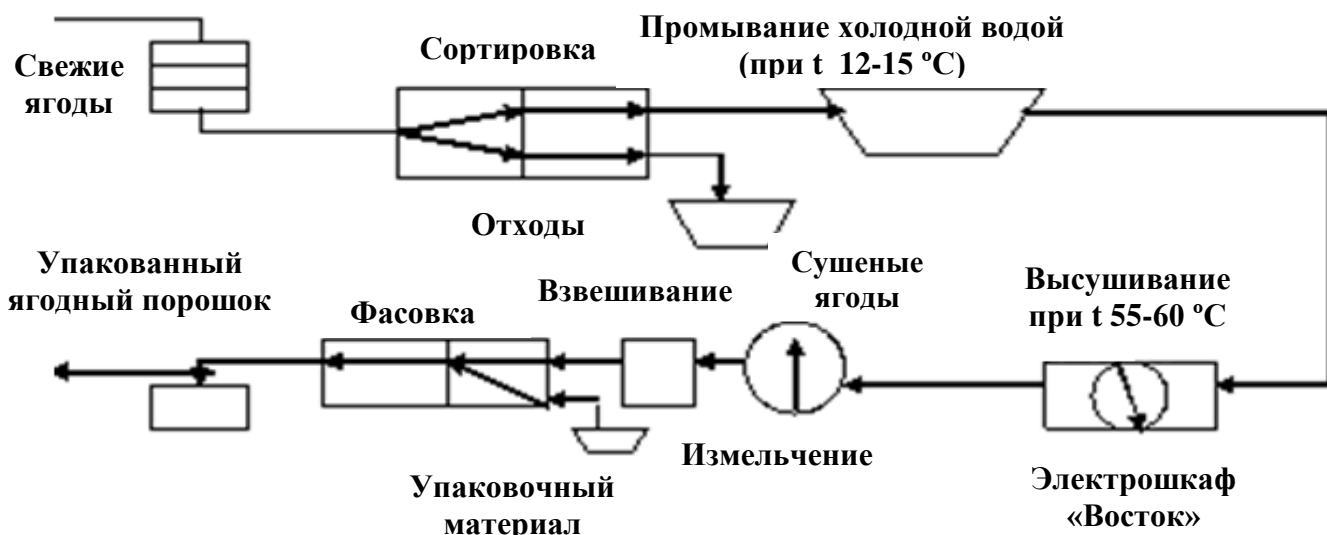 Свежие
ягоды
Сортировка
Промывание холодной водой
(при t 12-15 ºС)
Отходы
Упакованный
ягодный порошок
Фасовка
Взвешивание
Сушеные
ягоды
Высушивание
при t 55-60 ºС
Измельчение
Упаковочный
материал
Электрошкаф
«Восток»